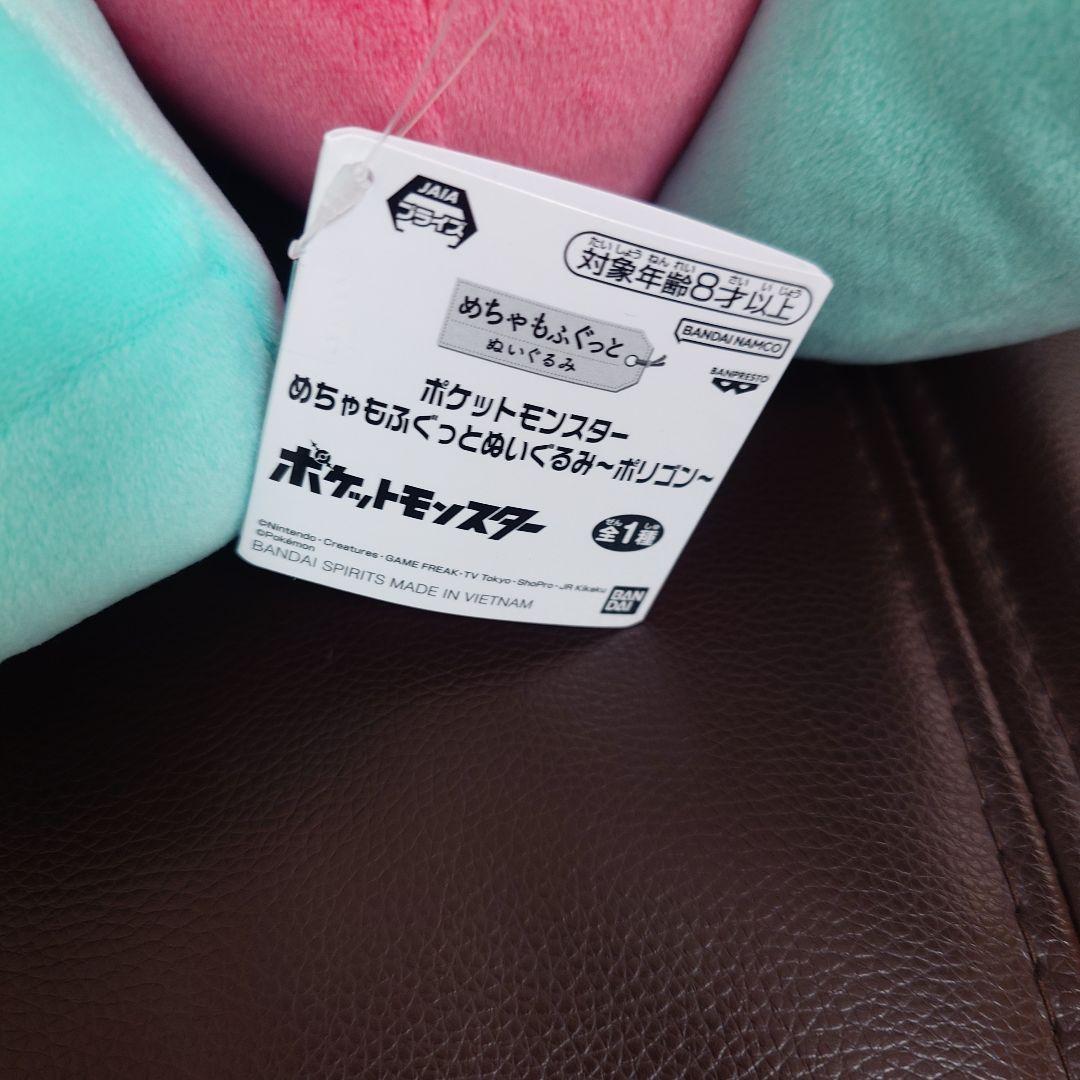 JAIA
プライズ
たいしょうねんれい さい いじょう
対象年齢8才以上
めちゃもふぐっと
ぬいぐるみ
BANDAI NAMCO
BANPRESTO
ポケットモンスター
めちゃもふぐっとぬいぐるみ～ポリゴン～
ポケットモンスター
ぜん しゅ
全1種
©Nintendo・Creatures・GAME FREAK・TV Tokyo・ShoPro・JR Kikaku
©Pokémon
BANDAI SPIRITS MADE IN VIETNAM
BAN
DAI